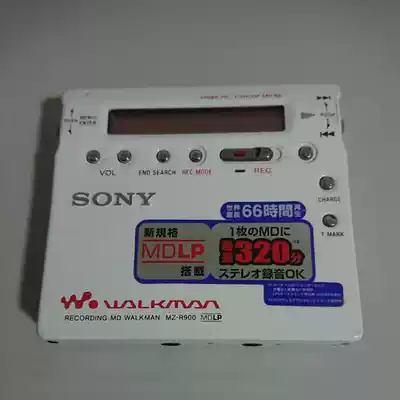 MENU
ENTER
VOL
END SEARCH
REC MODE
REC
CHARGE
T MARK
SONY
世界最長 66時間再生
新規格
MDLP
搭載
1枚のMDに
最長320分
ステレオ録音OK
WALKMAN
RECORDING MD WALKMAN MZ-R900 MDLP